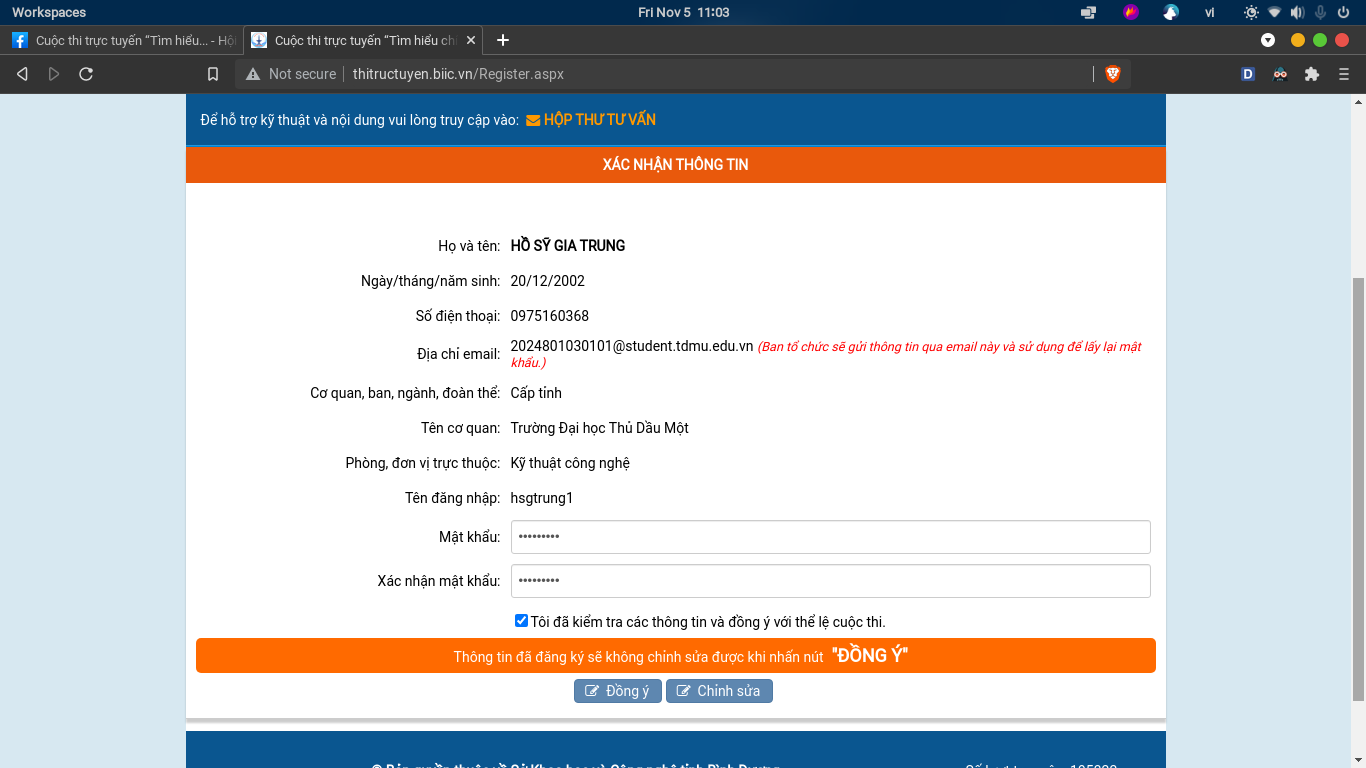 Workspaces
Fri Nov 5 11:03
vi
Cuộc thi trực tuyến “Tìm hiểu... - Hội
Cuộc thi trực tuyến “Tìm hiểu ch
Not secure
thitructuyen.biic.vn/Register.aspx
D
Để hỗ trợ kỹ thuật và nội dung vui lòng truy cập vào: HỘP THƯ TƯ VẤN
XÁC NHẬN THÔNG TIN
Họ và tên: HỒ SỸ GIA TRUNG
Ngày/tháng/năm sinh: 20/12/2002
Số điện thoại: 0975160368
Địa chỉ email: 2024801030101@student.tdmu.edu.vn (Ban tổ chức sẽ gửi thông tin qua email này và sử dụng để lấy lại mật
khẩu.)
Cơ quan, ban, ngành, đoàn thể: Cấp tỉnh
Tên cơ quan: Trường Đại học Thủ Dầu Một
Phòng, đơn vị trực thuộc: Kỹ thuật công nghệ
Tên đăng nhập: hsgtrung1
Mật khẩu: •••••••••
Xác nhận mật khẩu: •••••••••
Tôi đã kiểm tra các thông tin và đồng ý với thể lệ cuộc thi.
Thông tin đã đăng ký sẽ không chỉnh sửa được khi nhấn nút "ĐỒNG Ý"
Đồng ý
Chỉnh sửa